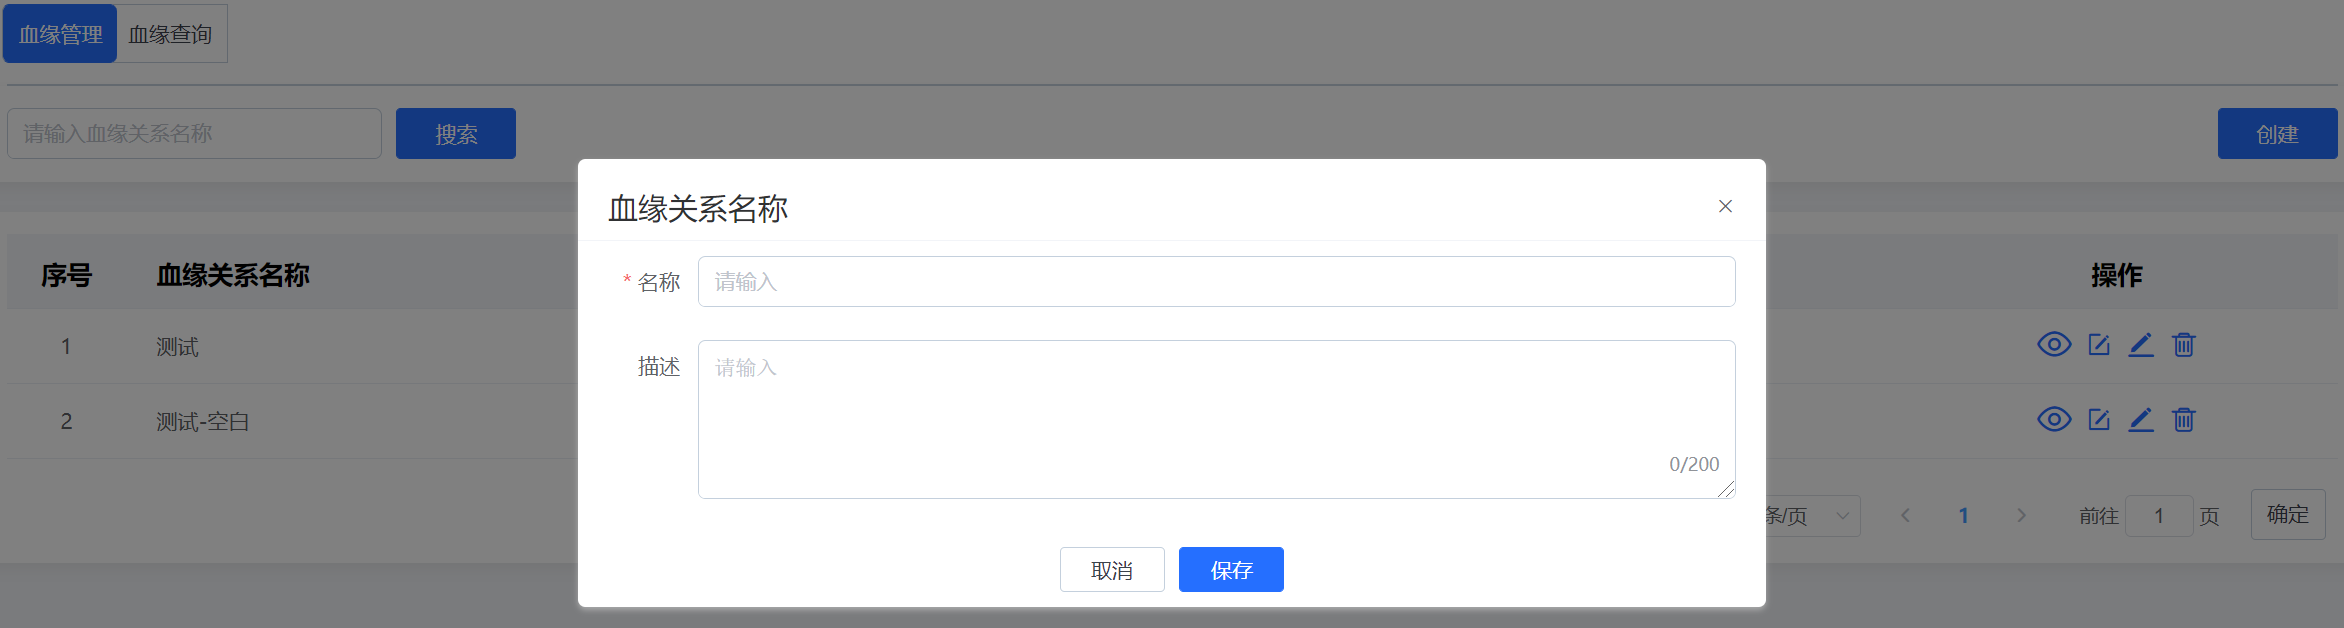 血缘管理 血缘查询
请输入血缘关系名称 搜索 创建
血缘关系名称
序号 血缘关系名称 操作
* 名称 请输入
1 测试
描述 请输入
2 测试-空白
0/200
条/页 1 前往 1 页 确定
取消 保存